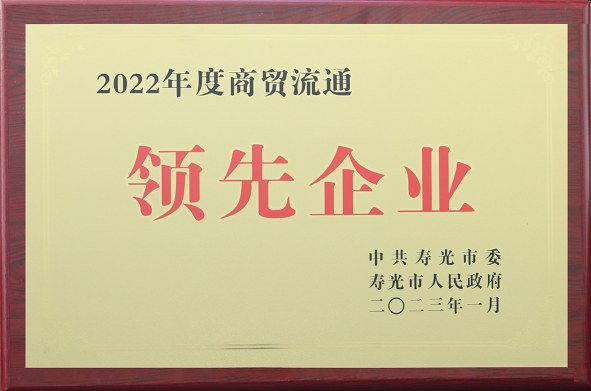 2022年度商贸流通
领先企业
中共寿光市委
寿光市人民政府
二〇二三年一月